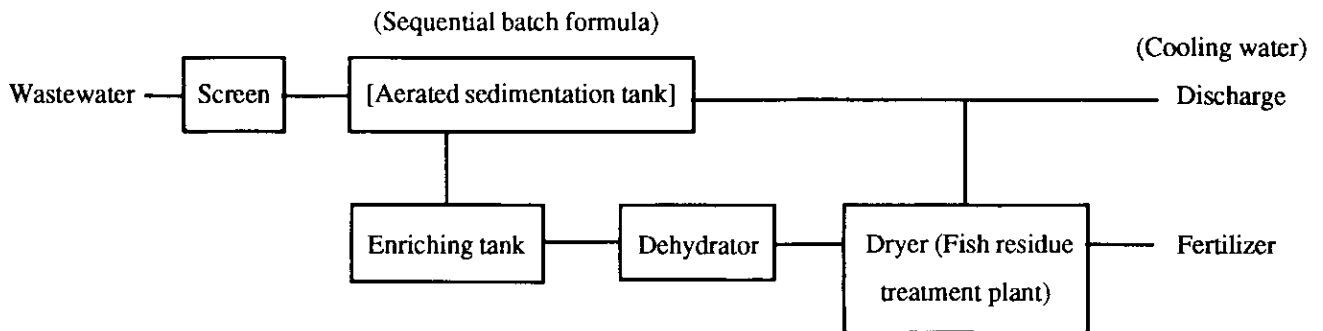 (Sequential batch formula)
(Cooling water)
Wastewater
Screen
[Aerated sedimentation tank]
Discharge
Enriching tank
Dehydrator
Dryer (Fish residue
treatment plant)
Fertilizer